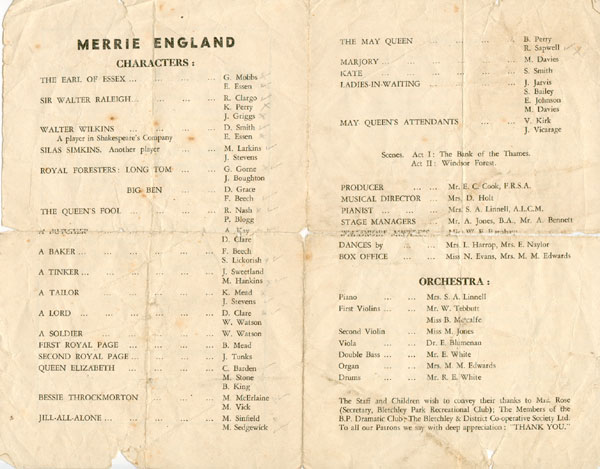 MERRIE ENGLAND
CHARACTERS :
THE EARL OF ESSEX ... ... ... ... G. Mobbs
E. Essen
SIR WALTER RALEIGH... ... ... ... R. Clargo
K. Perry
J. Griggs
WALTER WILKINS ... ... ... ... D. Smith
A player in Shakespeare's Company E. Essen
SILAS SIMKINS, Another player ... ... M. Larkins
J. Stevens
ROYAL FORESTERS: LONG TOM ... ... G. Gorne
J. Boughton
BIG BEN ... ... D. Grace
F. Beech
THE QUEEN'S FOOL ... ... ... R. Nash
P. Blogg
A ... ... ... ... A. Kay
D. Clare
A BAKER ... ... ... ... ... F. Beech
S. Lickorish
A TINKER ... ... ... ... ... J. Sweetland
M. Hankins
A TAILOR ... ... ... ... K. Mead
J. Stevens
A LORD ... ... ... ... ... D. Clare
W. Watson
A SOLDIER ... ... ... ... W. Watson
FIRST ROYAL PAGE ... ... ... ... B. Mead
SECOND ROYAL PAGE ... ... ... ... J. Tunks
QUEEN ELIZABETH ... ... ... ... C. Barden
M. Stone
B. King
BESSIE THROCKMORTON ... ... M. McErlaine
M. Vick
JILL-ALL-ALONE ... ... ... ... M. Sinfield
M. Sedgewick
THE MAY QUEEN ... ... ... ... B. Perry
R. Sapwell
MARJORY ... ... ... ... ... M. Davies
KATE ... ... ... ... ... S. Smith
LADIES-IN-WAITING ... ... ... J. Jarvis
S. Bailey
E. Johnson
M. Davies
MAY QUEEN'S ATTENDANTS ... ... V. Kirk
J. Vicarage
Scenes. Act I : The Bank of the Thames.
Act II : Windsor Forest.
PRODUCER ... ... Mr. E. C. Cook, F.R.S.A.
MUSICAL DIRECTOR Mrs. D. Holt
PIANIST ... ... ... Mrs. S. A. Linnell, A.L.C.M.
STAGE MANAGERS ... Mr. A. Jones, B.A., Mr. A. Bennett
DANCES by ... ... Mrs. I. Harrop, Mrs. E. Naylor
BOX OFFICE ... ... Miss N. Evans, Mrs. M. M. Edwards
ORCHESTRA :
Piano ... ... Mrs. S. A. Linnell
First Violins ... ... Mr. W. Tebbott
Miss B. Metcalfe
Second Violin ... Miss M. Jones
Viola ... ... Dr. E. Blumenau
Double Bass ... ... Mr. E. White
Organ ... ... Mrs. M. M. Edwards
Drums ... ... Mr. R. E. White
The Staff and Children wish to convey their thanks to Mad. Rose
(Secretary, Bletchley Park Recreational Club); The Members of the
B.P. Dramatic Club; The Bletchley & District Co-operative Society Ltd.
To all our Patrons we say with deep appreciation: "THANK YOU."